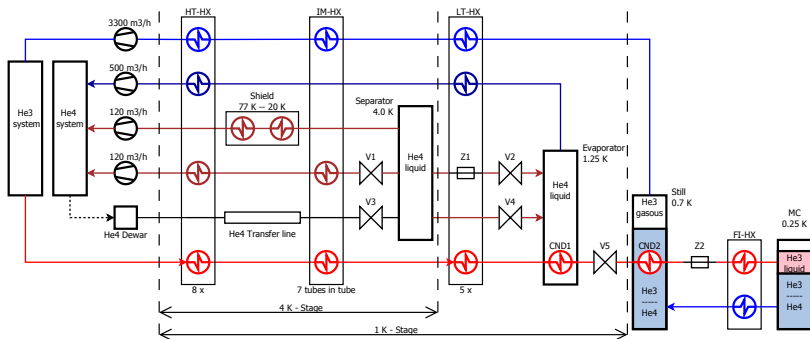 3300 m3/h
HT-HX
IM-HX
LT-HX
500 m3/h
He3
system
He4
system
Shield
77 K -- 20 K
Separator
4.0 K
120 m3/h
He4
liquid
Evaporator
1.25 K
120 m3/h
V1
Z1
V2
He4
liquid
Still
0.7 K
He3
gasous
MC
0.25 K
V3
V4
He4 Dewar
He4 Transfer line
CND1
V5
CND2
Z2
FI-HX
He3
liquid
He3
-----
He4
He3
-----
He4
8 x
7 tubes in tube
5 x
4 K - Stage
1 K - Stage